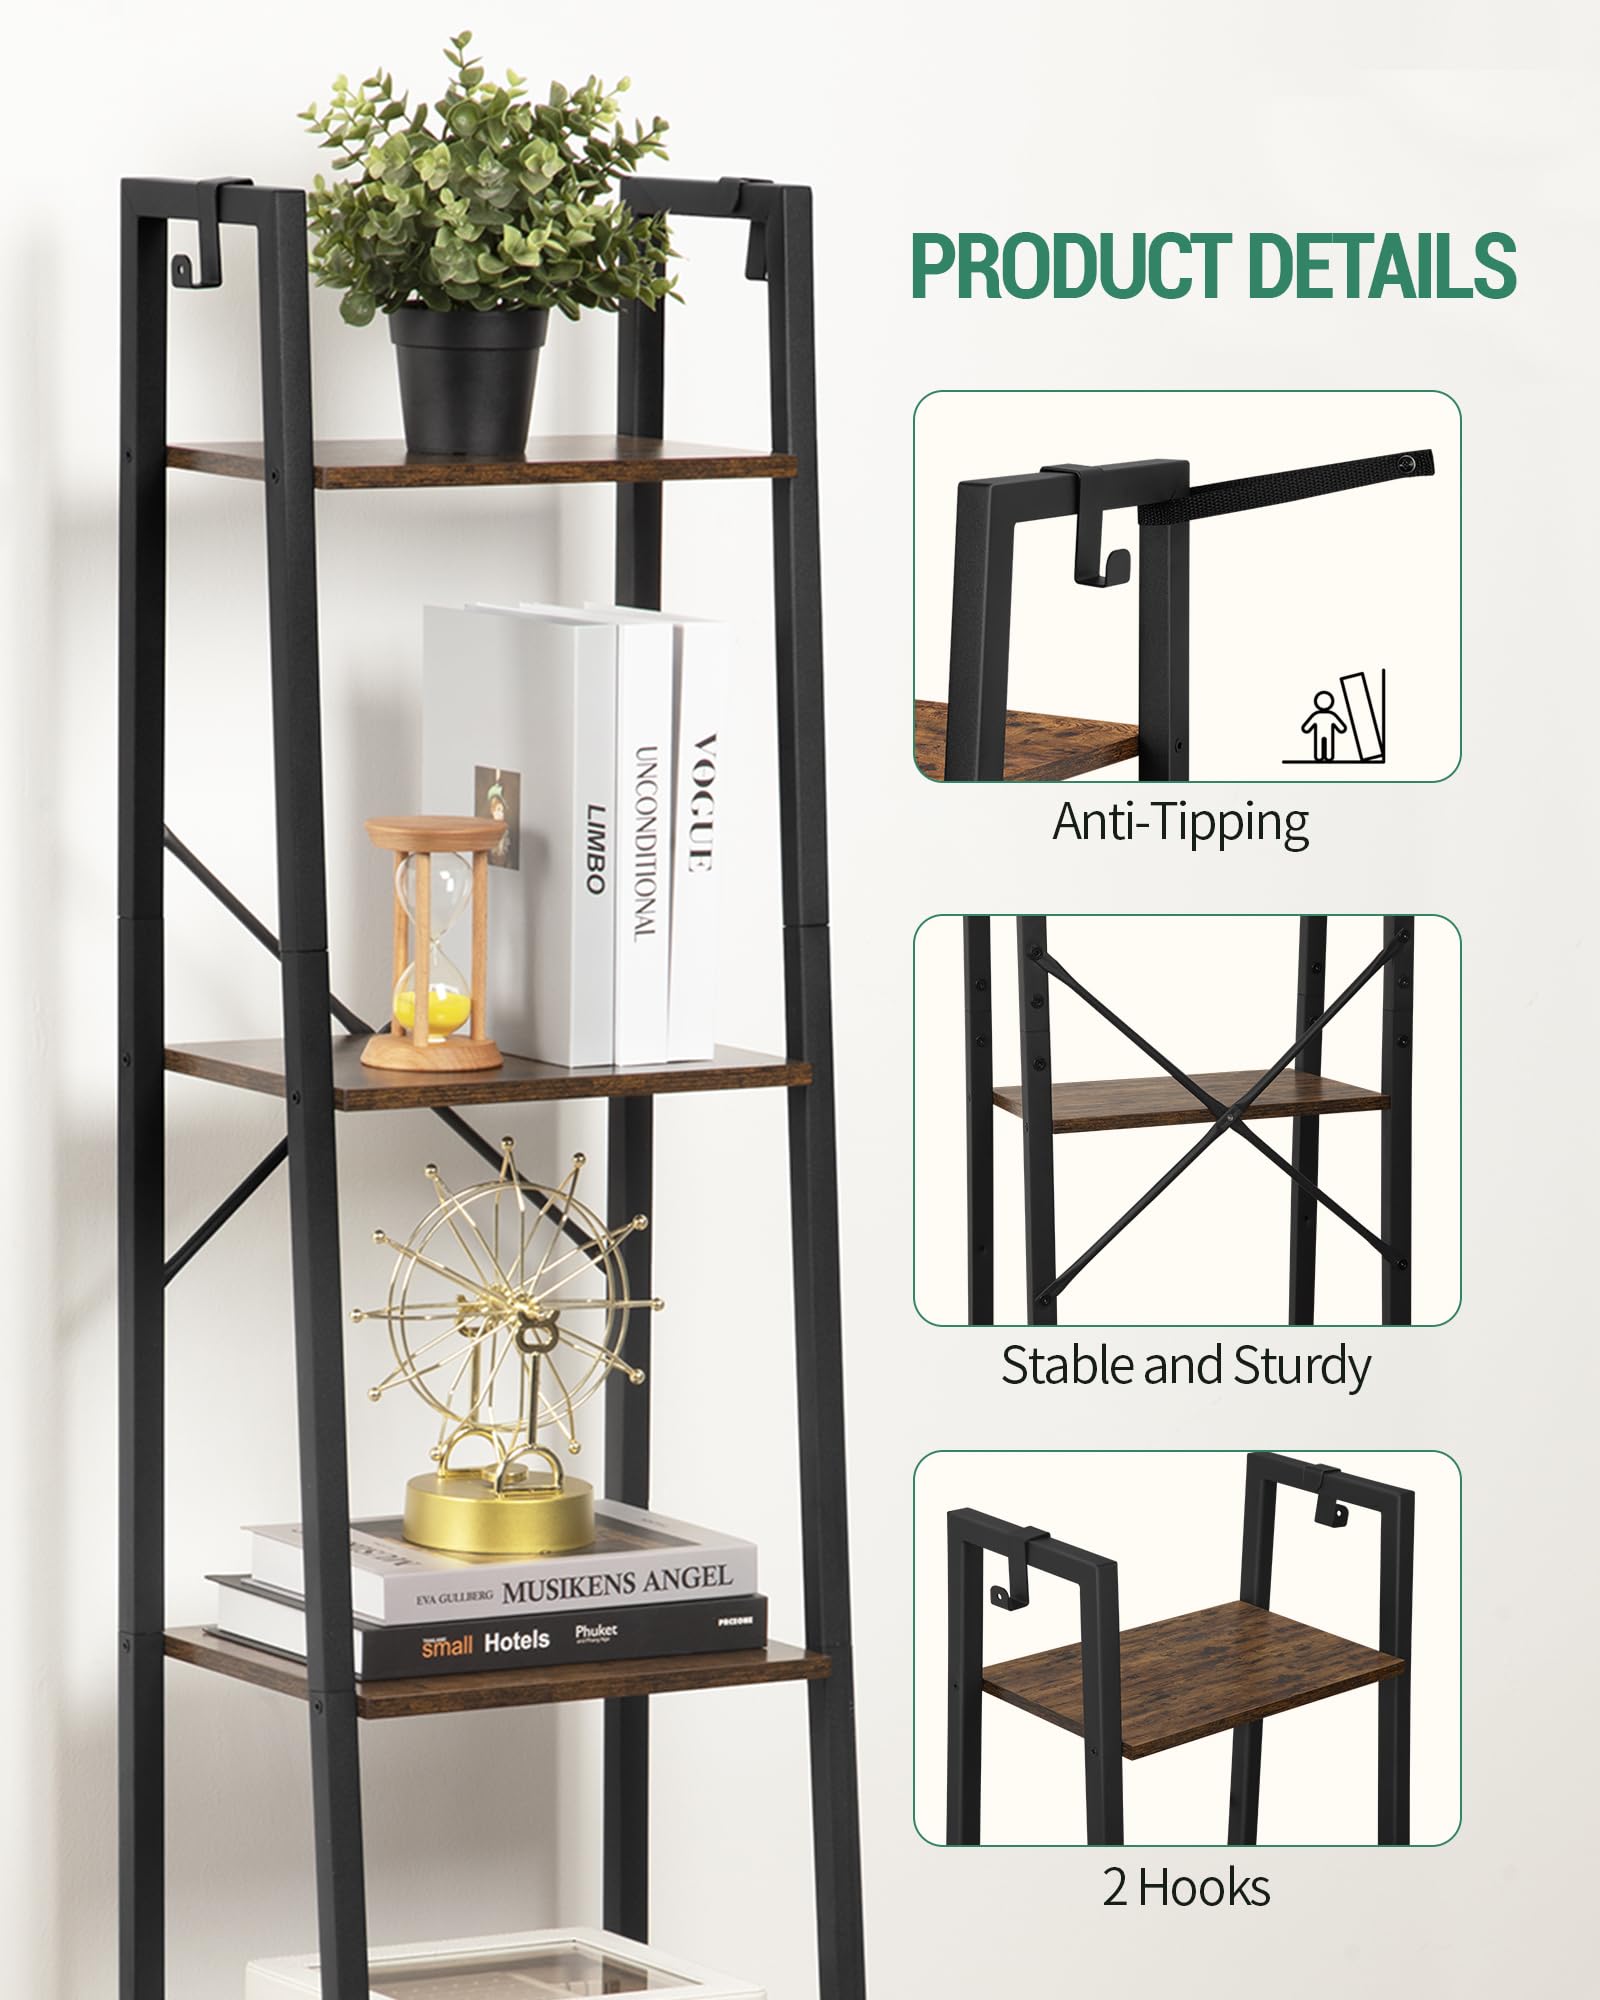 PRODUCT DETAILS
Anti-Tipping
Stable and Sturdy
2 Hooks
LIMBO
UNCONDITIONAL
VOGUE
EVA GULLBERG MUSIKENS ANGEL
small Hotels Phuket